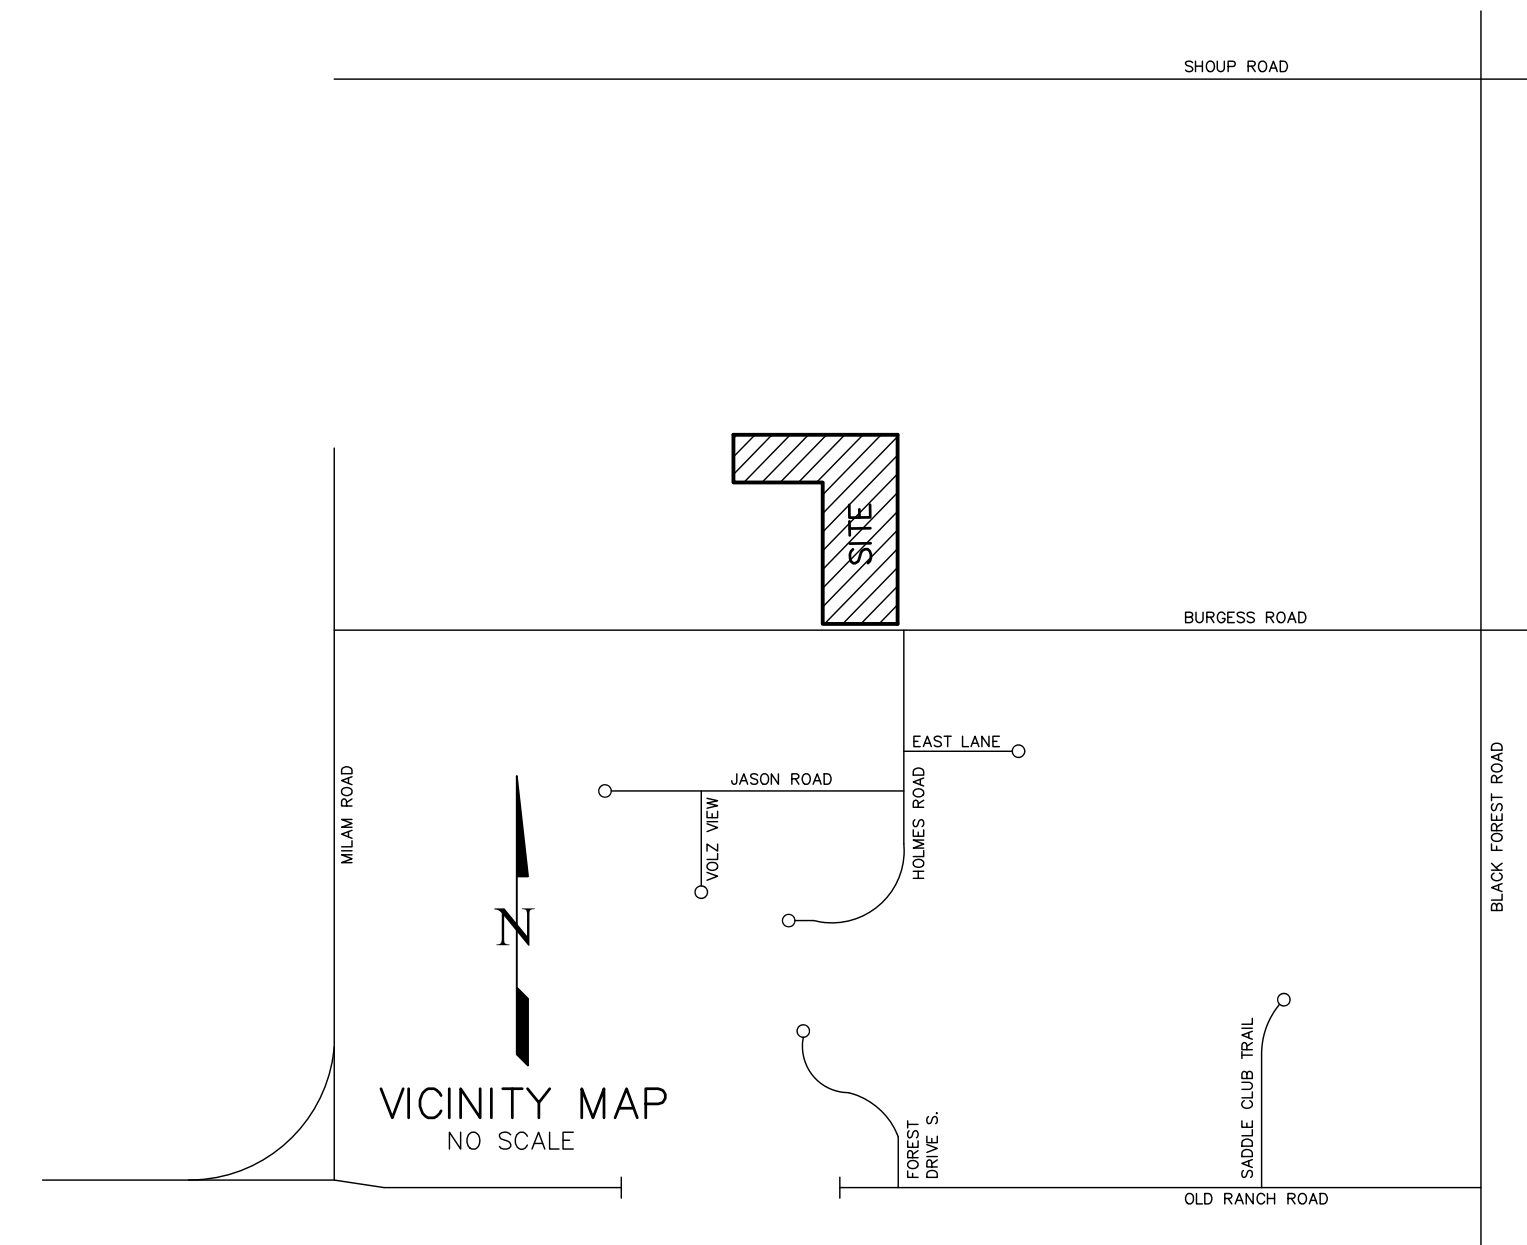 SHOUP ROAD
SITE
BURGESS ROAD
EAST LANE
JASON ROAD
MILAM ROAD
VOLZ VIEW
HOLMES ROAD
BLACK FOREST ROAD
N
VICINITY MAP
NO SCALE
FOREST
DRIVE S.
SADDLE CLUB TRAIL
OLD RANCH ROAD